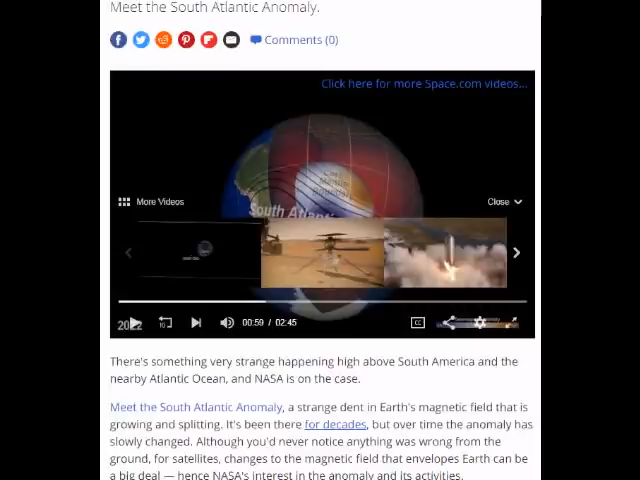 Meet the South Atlantic Anomaly.
Comments (0)
Click here for more Space.com videos...
More Videos
Close
South Atlantic
2022
10
00:59 / 02:45
CC
There's something very strange happening high above South America and the
nearby Atlantic Ocean, and NASA is on the case.
Meet the South Atlantic Anomaly, a strange dent in Earth's magnetic field that is
growing and splitting. It's been there for decades, but over time the anomaly has
slowly changed. Although you'd never notice anything was wrong from the
ground, for satellites, changes to the magnetic field that envelopes Earth can be
a big deal — hence NASA's interest in the anomaly and its activities.